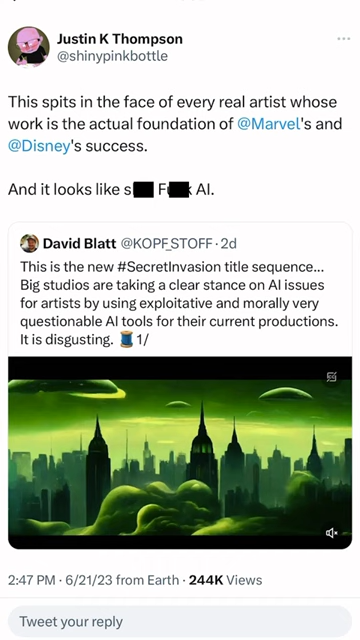 Justin K Thompson
@shinypinkbottle
This spits in the face of every real artist whose
work is the actual foundation of @Marvel's and
@Disney's success.
And it looks like s F k AI.
David Blatt @KOPF_STOFF · 2d
This is the new #SecretInvasion title sequence...
Big studios are taking a clear stance on AI issues
for artists by using exploitative and morally very
questionable AI tools for their current productions.
It is disgusting. 🧵 1/
2:47 PM · 6/21/23 from Earth · 244K Views
Tweet your reply